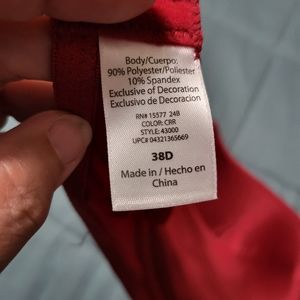 Body/Cuerpo:
90% Polyester/Poliester
10% Spandex
Exclusive of Decoration
Exclusivo de Decoracion
RN# 15577 24B
COLOR: CRR
STYLE: 43000
UPC# 04321365669
38D
Made in / Hecho en
China